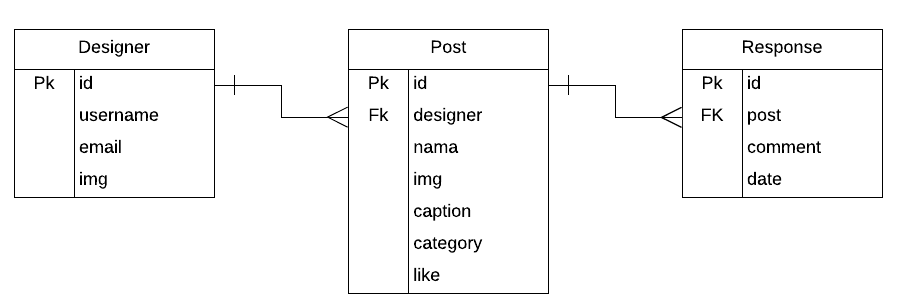 Designer
Pk id
username
email
img
Post
Pk id
Fk designer
nama
img
caption
category
like
Response
Pk id
FK post
comment
date